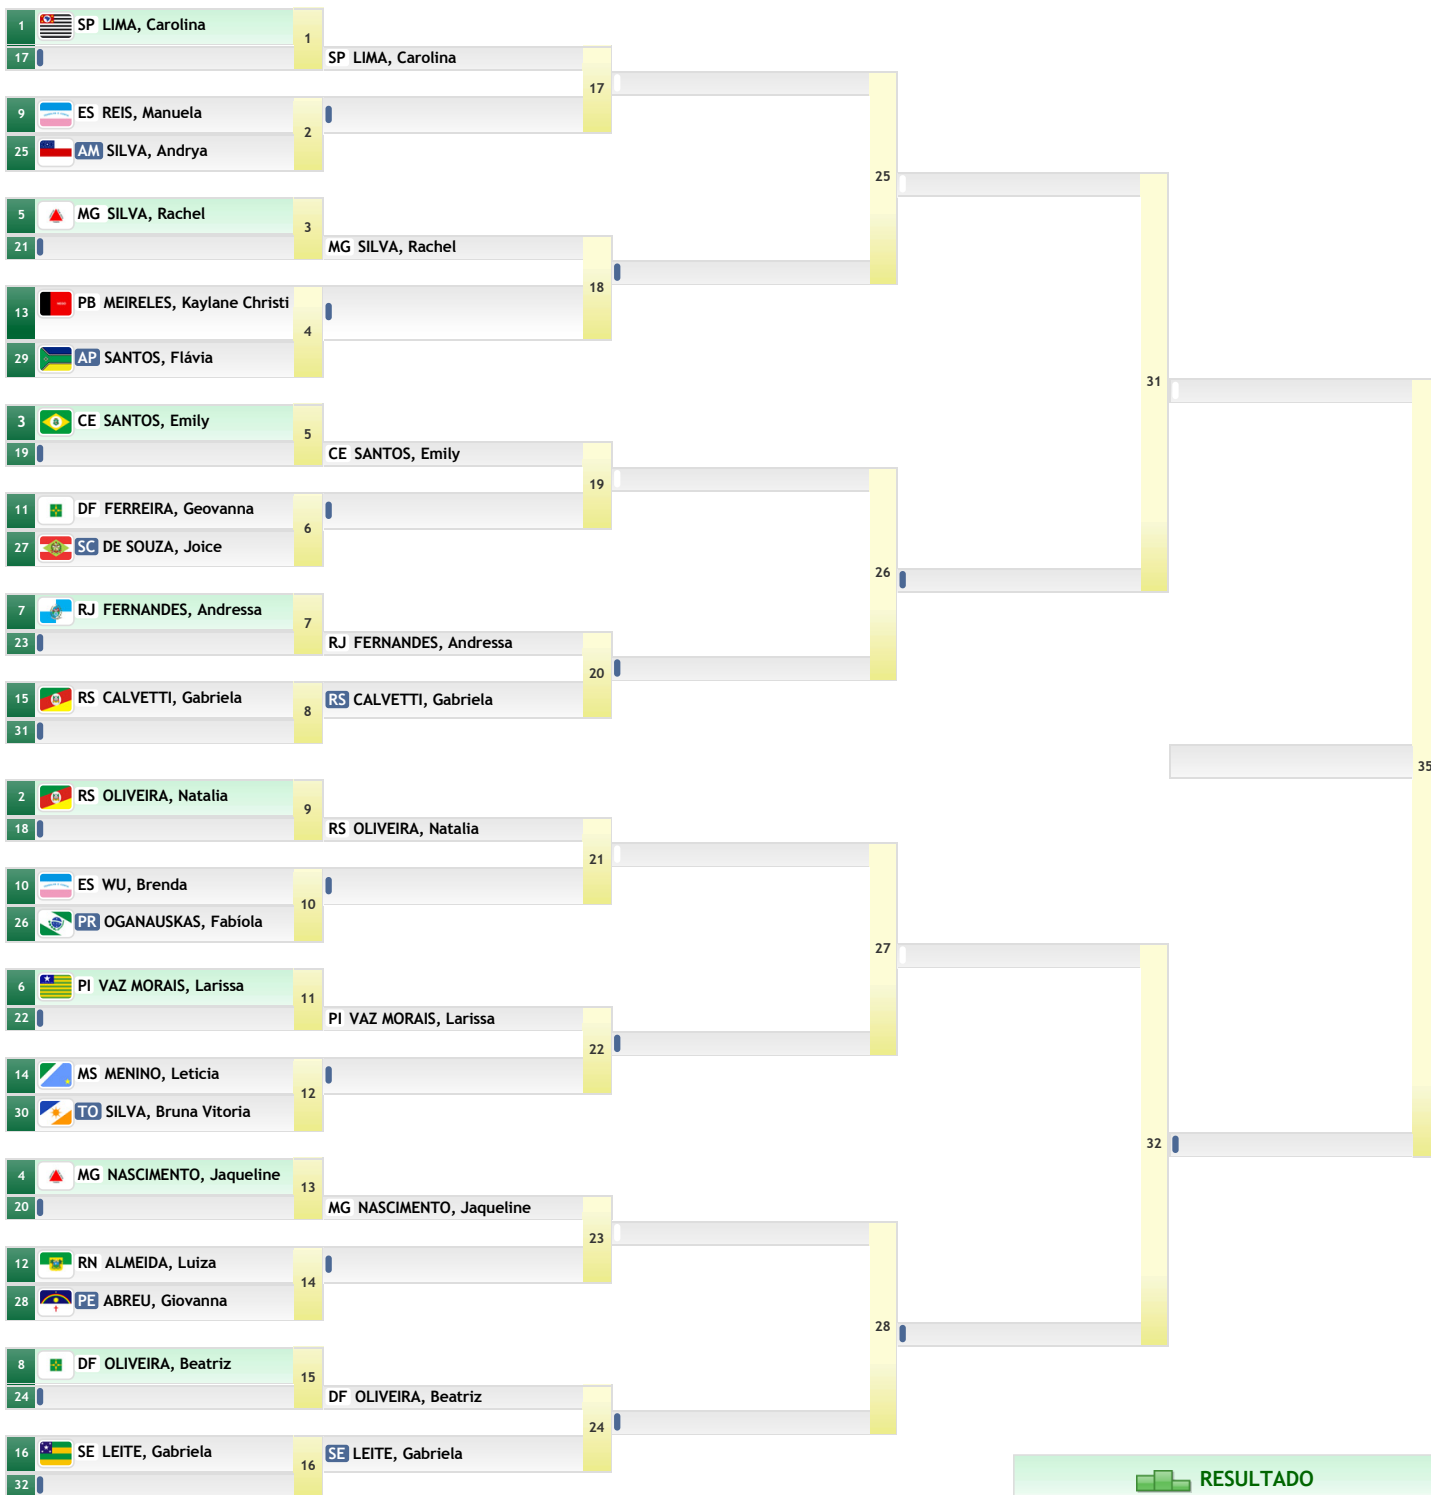 1 SP LIMA, Carolina
1
17
SP LIMA, Carolina
17
9 ES REIS, Manuela
2
25 AM SILVA, Andrya
25
5 MG SILVA, Rachel
3
21
MG SILVA, Rachel
18
13 PB MEIRELES, Kaylane Christi
4
29 AP SANTOS, Flávia
31
3 CE SANTOS, Emily
5
19
CE SANTOS, Emily
19
11 DF FERREIRA, Geovanna
6
27 SC DE SOUZA, Joice
26
7 RJ FERNANDES, Andressa
7
23
RJ FERNANDES, Andressa
20
15 RS CALVETTI, Gabriela
8
RS CALVETTI, Gabriela
31
35
2 RS OLIVEIRA, Natalia
9
18
RS OLIVEIRA, Natalia
21
10 ES WU, Brenda
10
26 PR OGANAUSKAS, Fabíola
27
6 PI VAZ MORAIS, Larissa
11
22
PI VAZ MORAIS, Larissa
22
14 MS MENINO, Leticia
12
30 TO SILVA, Bruna Vitoria
32
4 MG NASCIMENTO, Jaqueline
13
20
MG NASCIMENTO, Jaqueline
23
12 RN ALMEIDA, Luiza
14
28 PE ABREU, Giovanna
28
8 DF OLIVEIRA, Beatriz
15
24
DF OLIVEIRA, Beatriz
24
16 SE LEITE, Gabriela
16
SE LEITE, Gabriela
32
RESULTADO